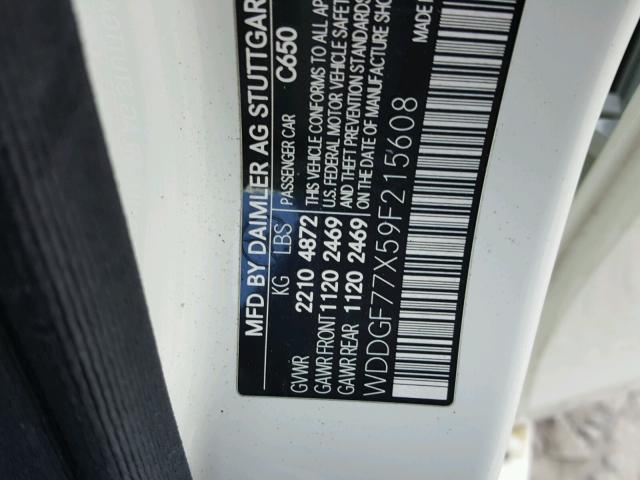 MFD BY DAIMLER AG STUTTGAR
C650
KG LBS PASSENGER CAR
GVWR 2210 4872 THIS VEHICLE CONFORMS TO ALL AP
GAWR FRONT 1120 2469 U.S. FEDERAL MOTOR VEHICLE SAFET
GAWR REAR 1120 2469 AND THEFT PREVENTION STANDARDS
ON THE DATE OF MANUFACTURE SHO
WDDGF77X59F215608
MADE IN